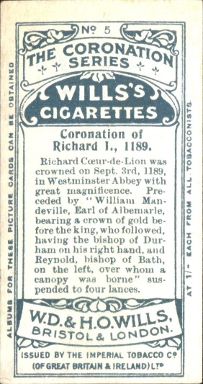 No 5
THE CORONATION
SERIES
WILLS'S
CIGARETTES
Coronation of
Richard I., 1189.
Richard Cœur-de-Lion was
crowned on Sept. 3rd, 1189,
in Westminster Abbey with
great magnificence. Pre-
ceded by "William Man-
deville, Earl of Albemarle,
bearing a crown of gold be-
fore the king, who followed,
having the bishop of Dur-
ham on his right hand, and
Reynold, bishop of Bath,
on the left, over whom a
canopy was borne" sus-
pended to four lances.
W.D. & H.O. WILLS,
BRISTOL & LONDON.
ISSUED BY THE IMPERIAL TOBACCO Co
(OF GREAT BRITAIN & IRELAND) LTD
ALBUMS FOR THESE PICTURE CARDS CAN BE OBTAINED
AT 1/- EACH FROM ALL TOBACCONISTS.